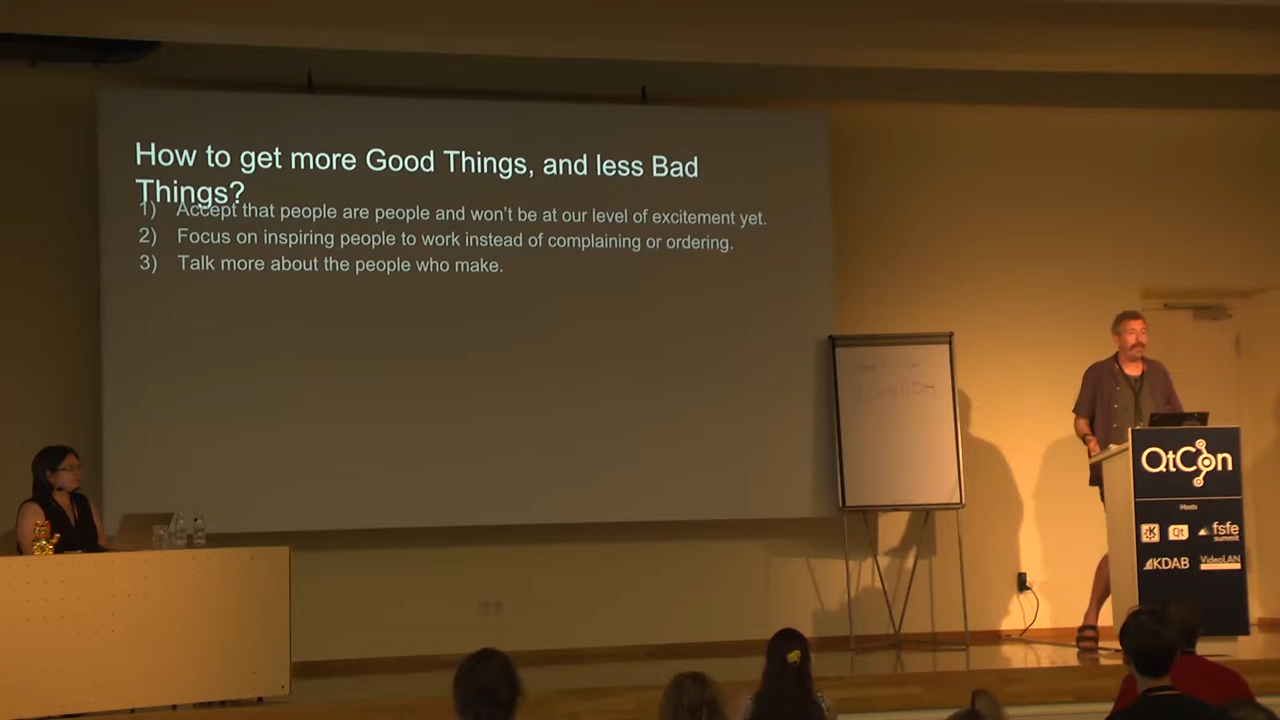 How to get more Good Things, and less Bad
Things?
1) Accept that people are people and won't be at our level of excitement yet.
2) Focus on inspiring people to work instead of complaining or ordering.
3) Talk more about the people who make.
QtCon
Meets
Qt
fsfe
summit
KDAB
VideoLAN